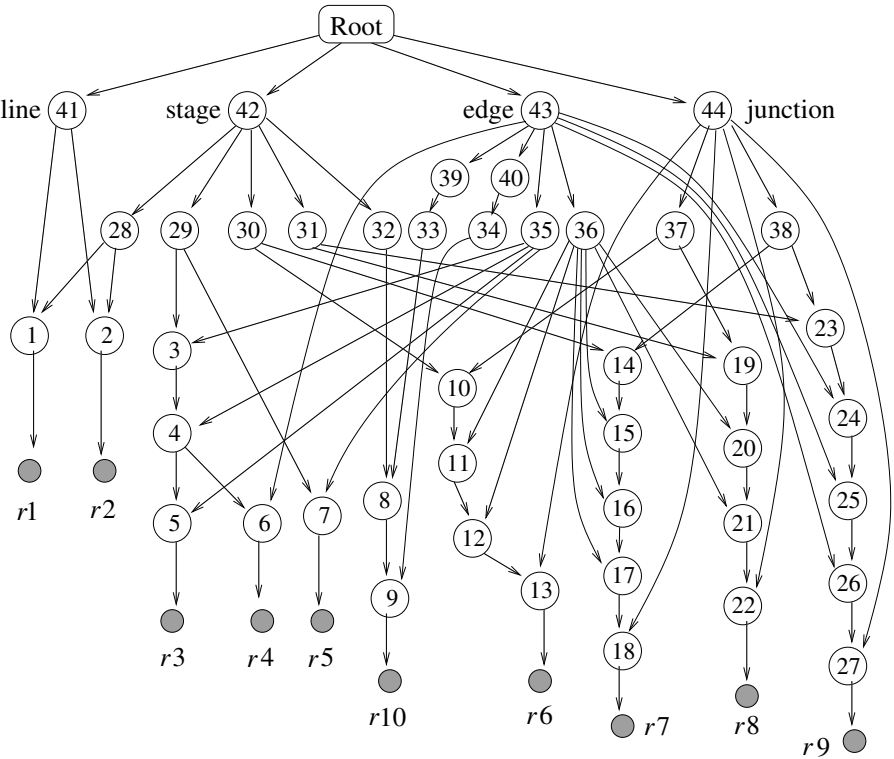 Root
line 41 stage 42 edge 43 44 junction
39 40
28 29 30 31 32 33 34 35 36 37 38
1 2 3 23
10 14 19
4 11 15 20 24
r1 r2
5 6 7 8 12 16 21 25
9 13 17 22 26
r3 r4 r5 18 27
r10 r6 r7 r8 r9